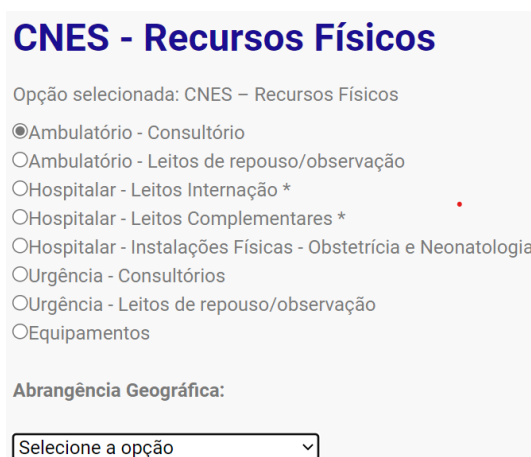 CNES - Recursos Físicos
Opção selecionada: CNES – Recursos Físicos
Ambulatório - Consultório
Ambulatório - Leitos de repouso/observação
Hospitalar - Leitos Internação *
Hospitalar - Leitos Complementares *
Hospitalar - Instalações Físicas - Obstetrícia e Neonatologia
Urgência - Consultórios
Urgência - Leitos de repouso/observação
Equipamentos
Abrangência Geográfica:
Selecione a opção